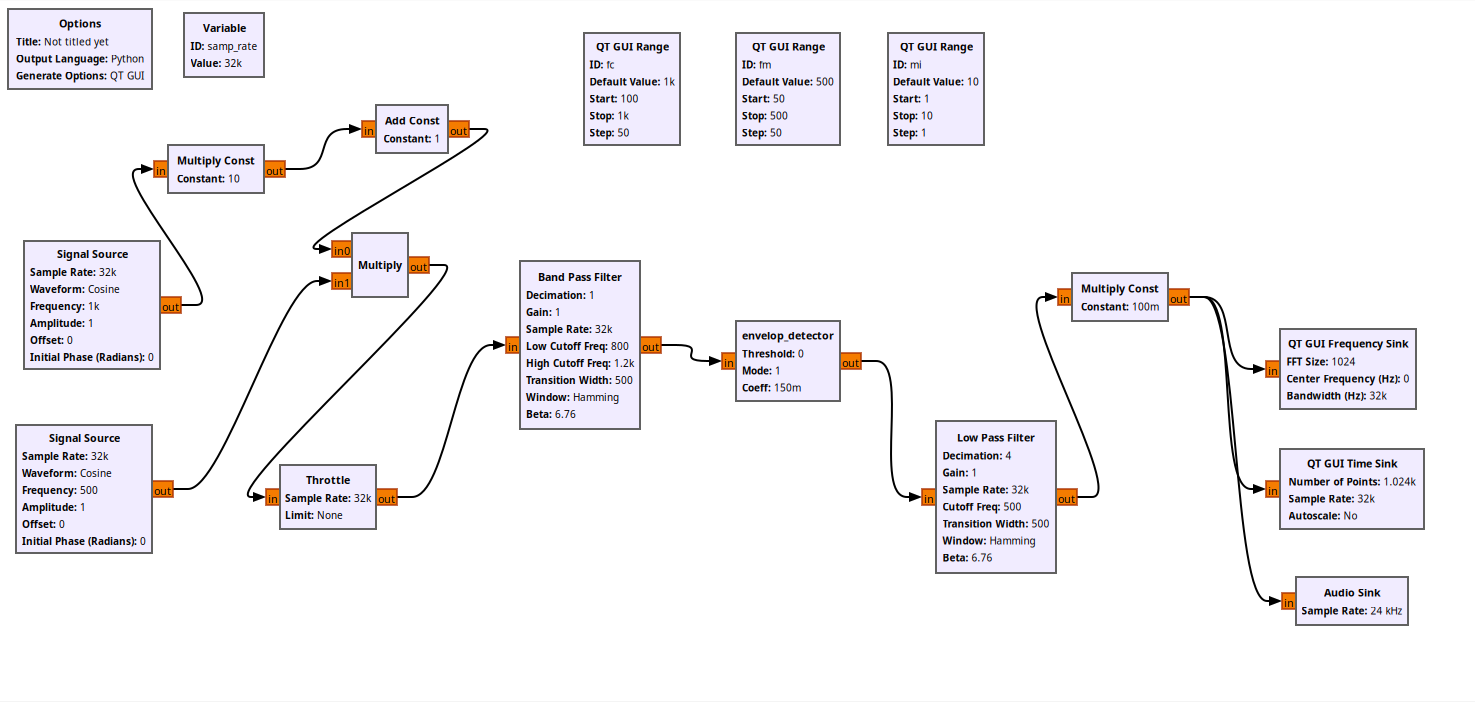 Options
Title: Not titled yet
Output Language: Python
Generate Options: QT GUI
Variable
ID: samp_rate
Value: 32k
QT GUI Range
ID: fc
Default Value: 1k
Start: 100
Stop: 1k
Step: 50
QT GUI Range
ID: fm
Default Value: 500
Start: 50
Stop: 500
Step: 50
QT GUI Range
ID: mi
Default Value: 10
Start: 1
Stop: 10
Step: 1
in
Add Const
Constant: 1
out
in
Multiply Const
Constant: 10
out
Signal Source
Sample Rate: 32k
Waveform: Cosine
Frequency: 1k
Amplitude: 1
Offset: 0
Initial Phase (Radians): 0
out
in0
in1
Multiply
out
Signal Source
Sample Rate: 32k
Waveform: Cosine
Frequency: 500
Amplitude: 1
Offset: 0
Initial Phase (Radians): 0
out
in
Throttle
Sample Rate: 32k
Limit: None
out
in
Band Pass Filter
Decimation: 1
Gain: 1
Sample Rate: 32k
Low Cutoff Freq: 800
High Cutoff Freq: 1.2k
Transition Width: 500
Window: Hamming
Beta: 6.76
out
in
envelop_detector
Threshold: 0
Mode: 1
Coeff: 150m
out
in
Low Pass Filter
Decimation: 4
Gain: 1
Sample Rate: 32k
Cutoff Freq: 500
Transition Width: 500
Window: Hamming
Beta: 6.76
out
in
Multiply Const
Constant: 100m
out
in
QT GUI Frequency Sink
FFT Size: 1024
Center Frequency (Hz): 0
Bandwidth (Hz): 32k
in
QT GUI Time Sink
Number of Points: 1.024k
Sample Rate: 32k
Autoscale: No
in
Audio Sink
Sample Rate: 24 kHz